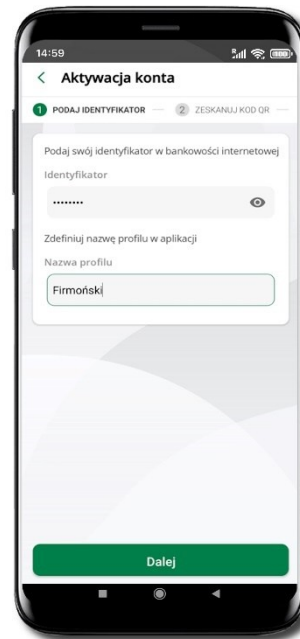 14:59
Aktywacja konta
1 PODAJ IDENTYFIKATOR 2 ZESKANUJ KOD QR
Podaj swój identyfikator w bankowości internetowej
Identyfikator
••••••••
Zdefiniuj nazwę profilu w aplikacji
Nazwa profilu
Firmoński
Dalej